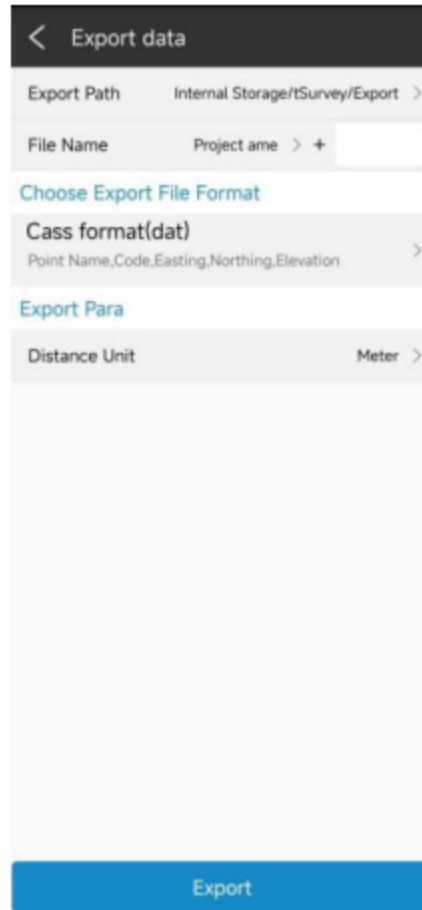 Export data
Export Path Internal Storage/tSurvey/Export >
File Name Project ame > +
Choose Export File Format
Cass format(dat)
Point Name,Code,Easting,Northing,Elevation >
Export Para
Distance Unit Meter >
Export